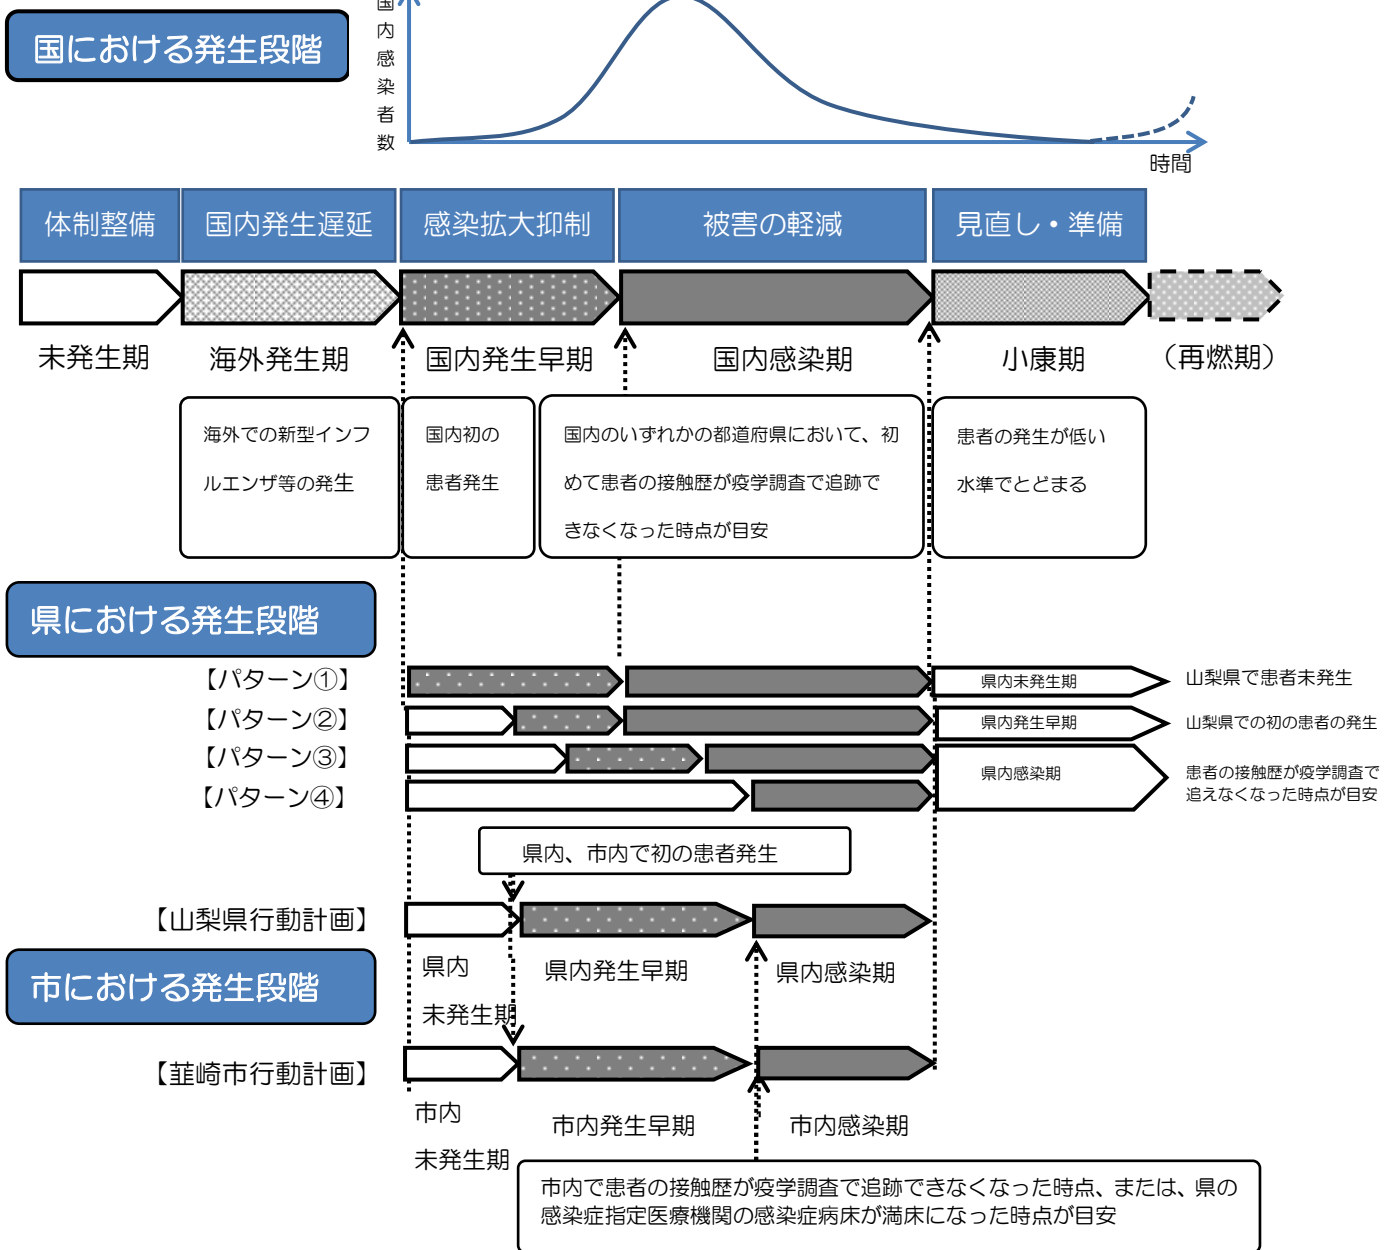 国における発生段階
国内感染者数
時間
体制整備
国内発生遅延
感染拡大抑制
被害の軽減
見直し・準備
未発生期
海外発生期
国内発生早期
国内感染期
小康期
（再燃期）
海外での新型インフ
ルエンザ等の発生
国内初の
患者発生
国内のいずれかの都道府県において、初
めて患者の接触歴が疫学調査で追跡で
きなくなった時点が目安
患者の発生が低い
水準でとどまる
県における発生段階
【パターン①】
県内未発生期
山梨県で患者未発生
【パターン②】
県内発生早期
山梨県での初の患者の発生
【パターン③】
県内感染期
患者の接触歴が疫学調査で
追えなくなった時点が目安
【パターン④】
県内、市内で初の患者発生
【山梨県行動計画】
県内
未発生期
県内発生早期
県内感染期
市における発生段階
【韮崎市行動計画】
市内
未発生期
市内発生早期
市内感染期
市内で患者の接触歴が疫学調査で追跡できなくなった時点、または、県の
感染症指定医療機関の感染症病床が満床になった時点が目安